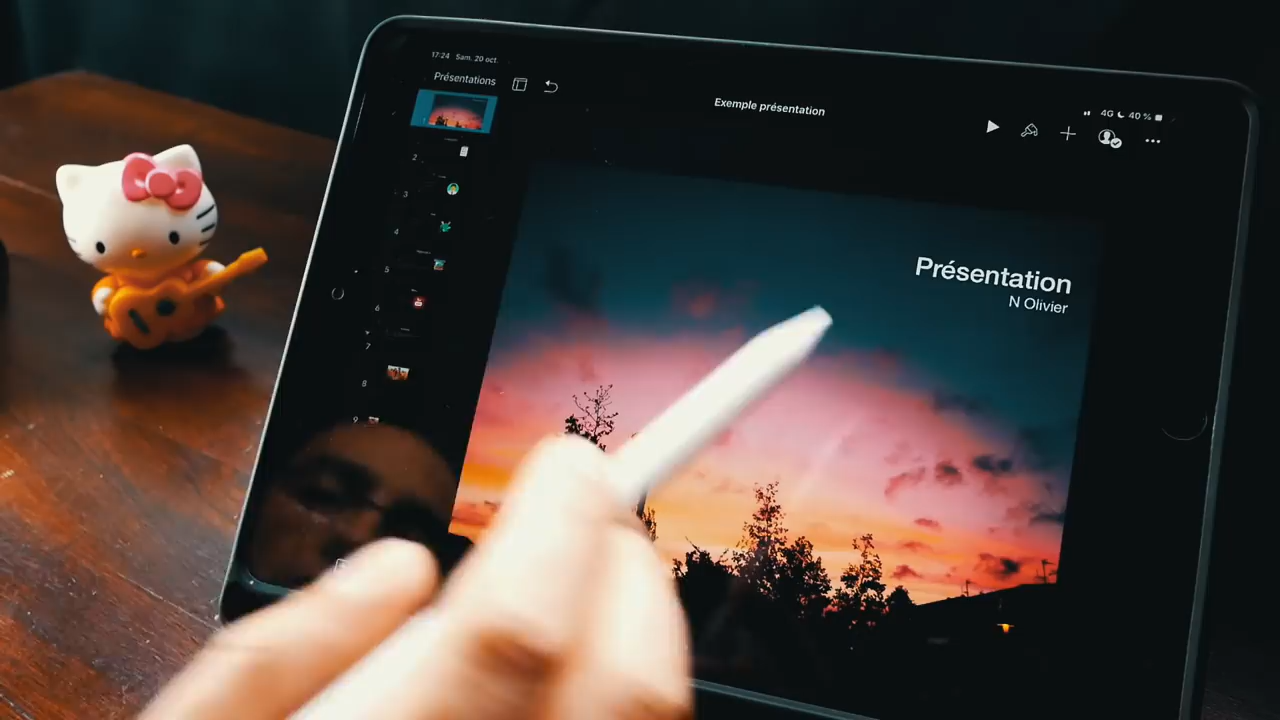 17:24 Sam. 20 oct.
Présentations
Exemple présentation
4G 40 %
2
3
4
5
6
7
8
9
Présentation
N Olivier